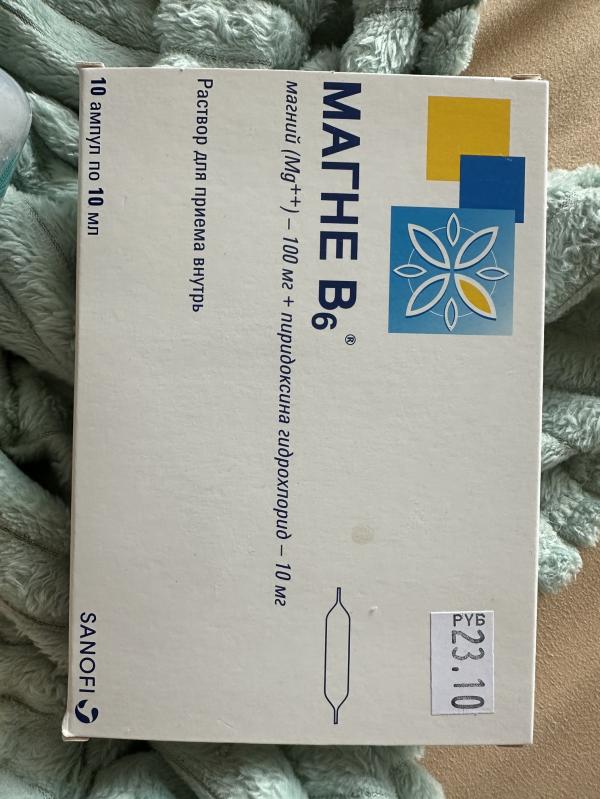 МАГНЕ B6®
магний (Mg++) – 100 мг + пиридоксина гидрохлорид – 10 мг
Раствор для приема внутрь
10 ампул по 10 мл
SANOFI
РУБ
23.10